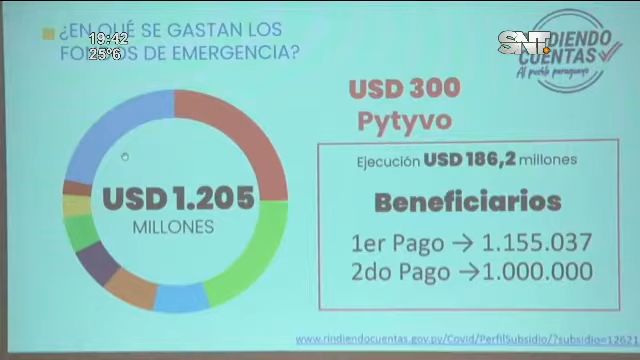 ¿EN QUÉ SE GASTAN LOS
FONDOS DE EMERGENCIA?
19:42
25°6
SNT
RINDIENDO
CUENTAS
Al pueblo paraguayo
USD 300
Pytyvo
Ejecución USD 186,2 millones
Beneficiarios
1er Pago → 1.155.037
2do Pago →1.000.000
USD 1.205
MILLONES
www.rindiendocuentas.gov.py/Covid/PerfilSubsidio/?subsidio=12621